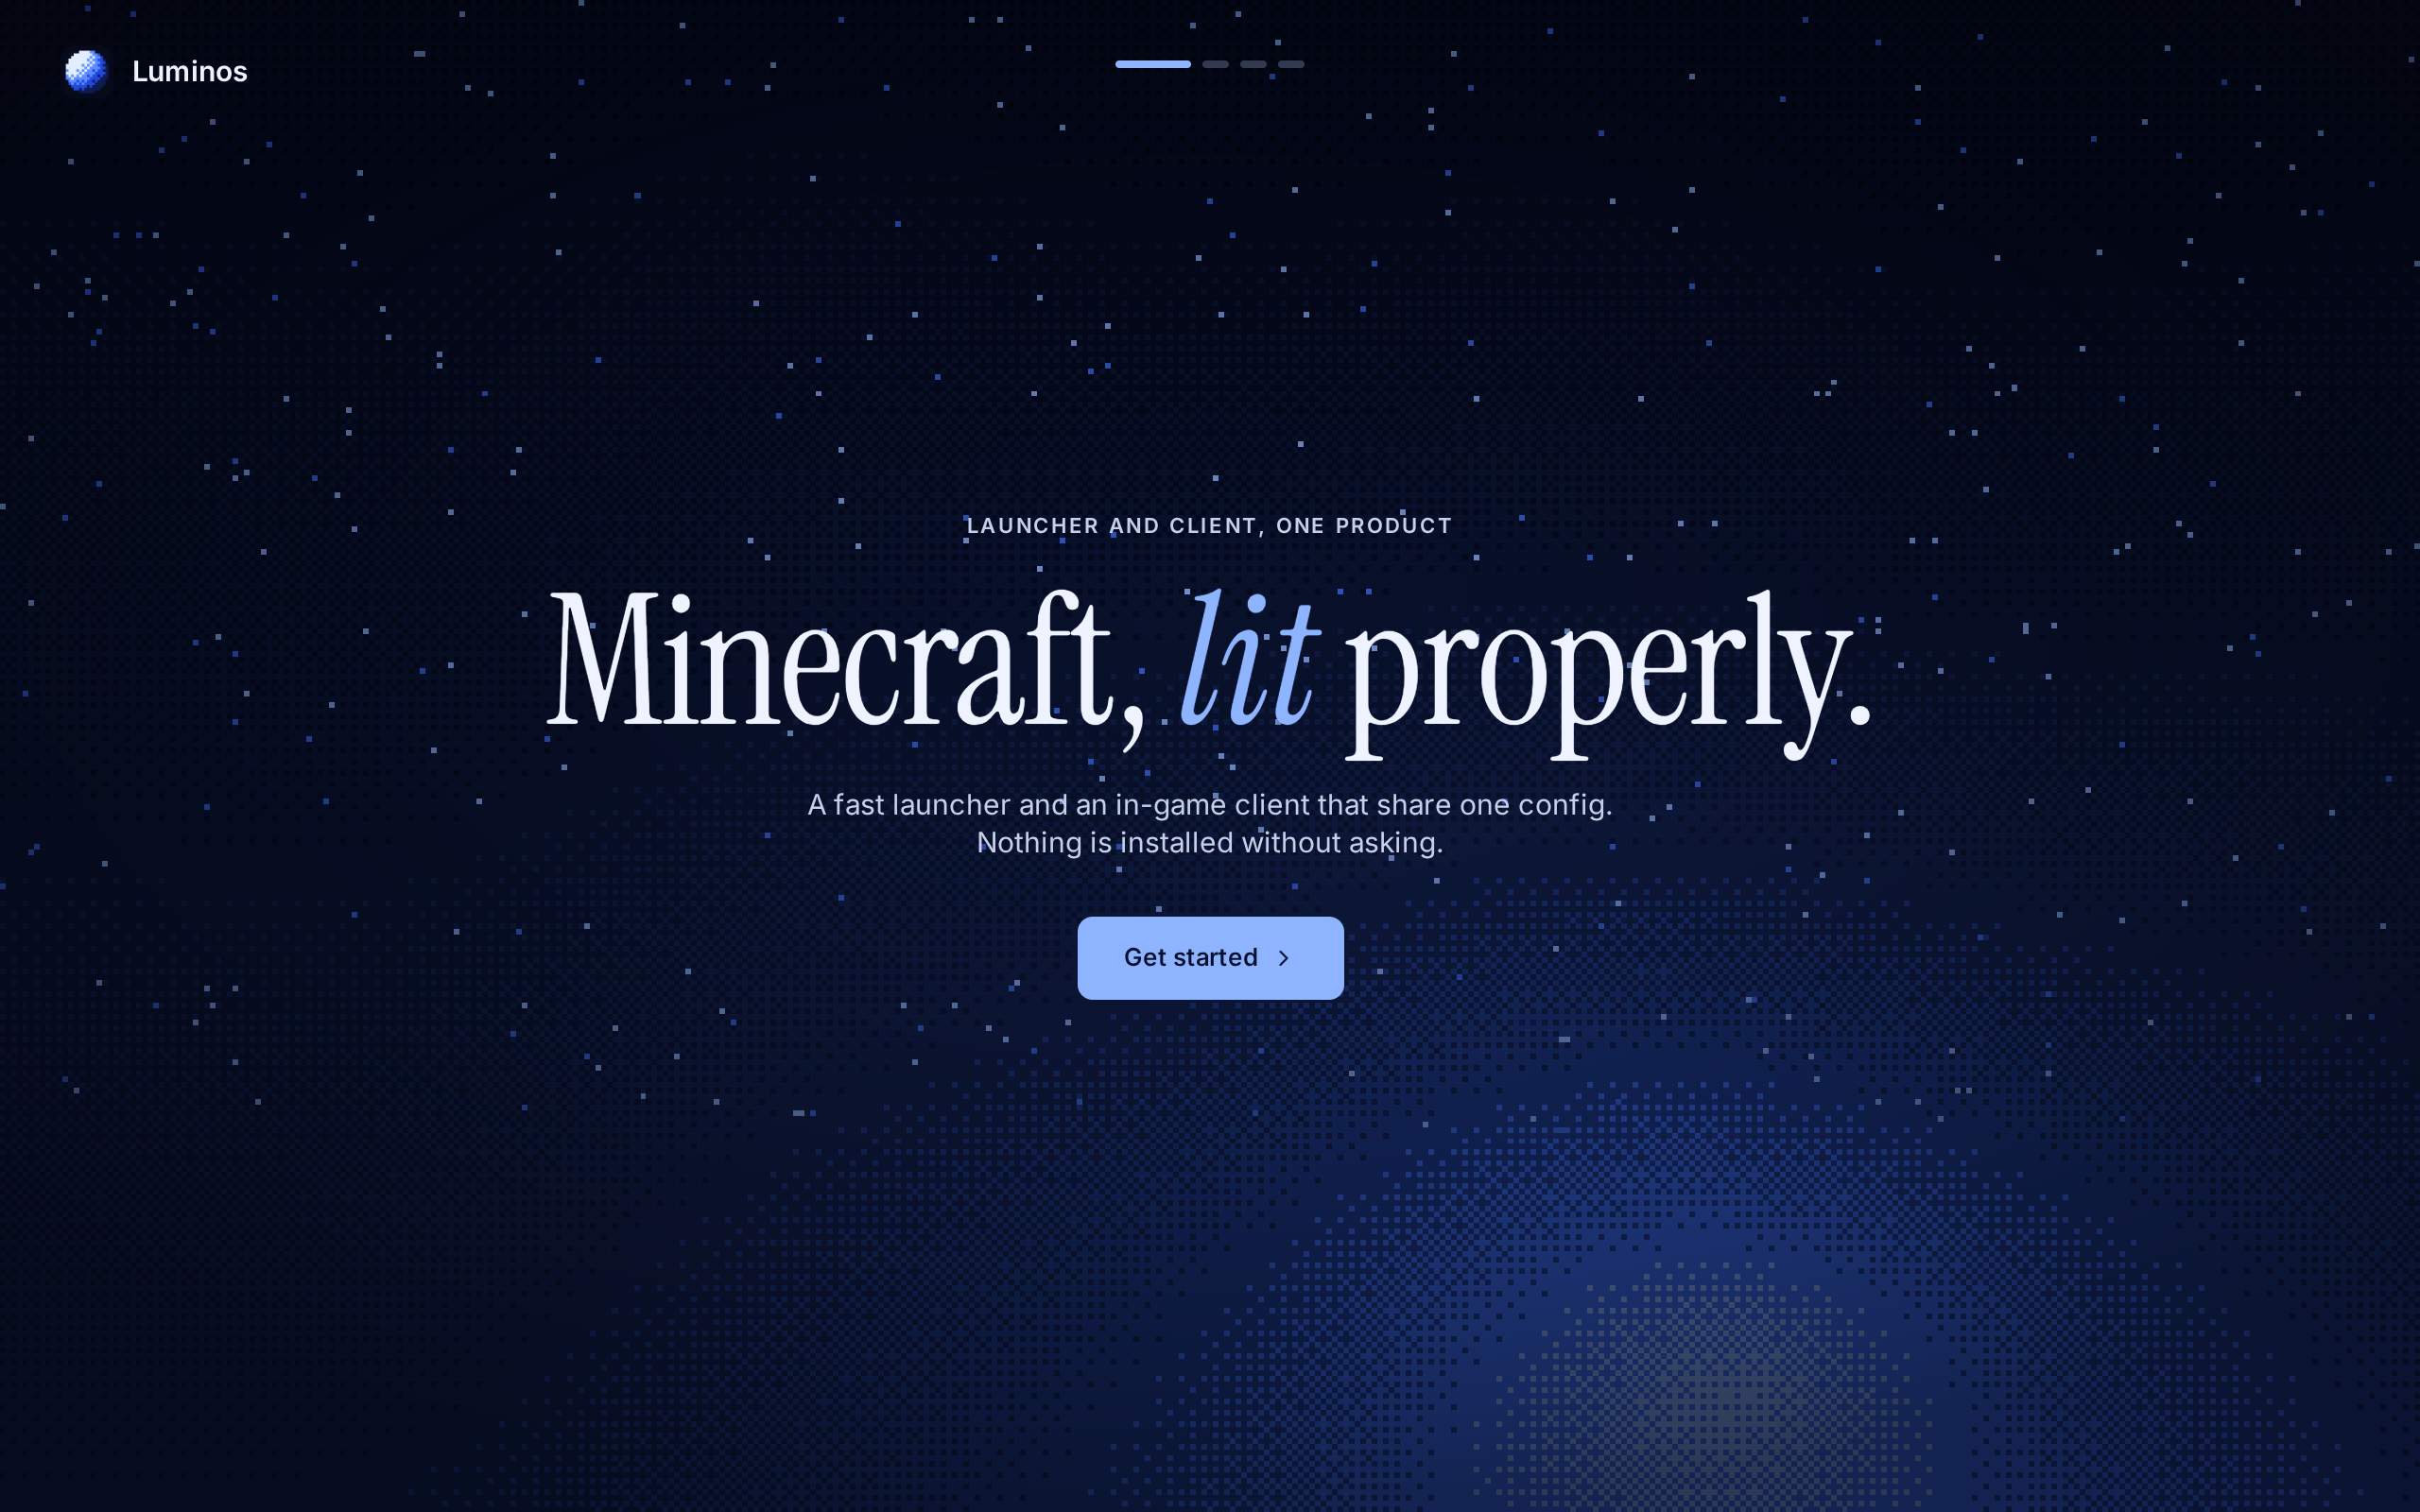 Luminos
LAUNCHER AND CLIENT, ONE PRODUCT
Minecraft, lit properly.
A fast launcher and an in-game client that share one config.
Nothing is installed without asking.
Get started